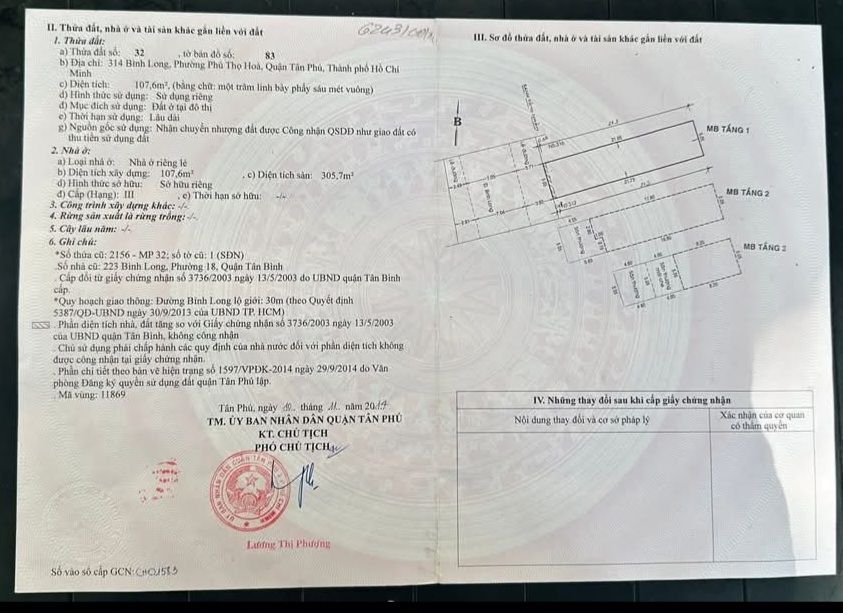 II. Thửa đất, nhà ở và tài sản khác gắn liền với đất
1. Thửa đất:
a) Thửa đất số: 32 , tờ bản đồ số: 83
b) Địa chỉ: 314 Bình Long, Phường Phú Thọ Hoà, Quận Tân Phú, Thành phố Hồ Chí
Minh
c) Diện tích: 107,6m², (bằng chữ: một trăm linh bảy phẩy sáu mét vuông)
d) Hình thức sử dụng: Sử dụng riêng
đ) Mục đích sử dụng: Đất ở tại đô thị
e) Thời hạn sử dụng: Lâu dài
g) Nguồn gốc sử dụng: Nhận chuyển nhượng đất được Công nhận QSDĐ như giao đất có
thu tiền sử dụng đất
2. Nhà ở:
a) Loại nhà ở: Nhà ở riêng lẻ
b) Diện tích xây dựng: 107,6m² , c) Diện tích sàn: 305,7m²
d) Hình thức sở hữu: Sở hữu riêng
đ) Cấp (Hạng): III , e) Thời hạn sở hữu: -/-
3. Công trình xây dựng khác: -/-
4. Rừng sản xuất là rừng trồng: -/-
5. Cây lâu năm: -/-
6. Ghi chú:
*Số thửa cũ: 2156 - MP 32; số tờ cũ: 1 (SĐN)
.Số nhà cũ: 223 Bình Long, Phường 18, Quận Tân Bình
. Cấp đổi từ giấy chứng nhận số 3736/2003 ngày 13/5/2003 do UBND quận Tân Bình
cấp.
*Quy hoạch giao thông: Đường Bình Long lộ giới: 30m (theo Quyết định
5387/QĐ-UBND ngày 30/9/2013 của UBND TP. HCM)
. Phần diện tích nhà, đất tăng so với Giấy chứng nhận số 3736/2003 ngày 13/5/2003
của UBND quận Tân Bình, không công nhận
. Chủ sử dụng phải chấp hành các quy định của nhà nước đối với phần diện tích không
được công nhận tại giấy chứng nhận.
. Phần chi tiết theo bản vẽ hiện trạng số 1597/VPĐK-2014 ngày 29/9/2014 do Văn
phòng Đăng ký quyền sử dụng đất quận Tân Phú lập.
. Mã vùng: 11869
Tân Phú, ngày 10 tháng 11 năm 2014
TM. ỦY BAN NHÂN DÂN QUẬN TÂN PHÚ
KT. CHỦ TỊCH
PHÓ CHỦ TỊCH
Lương Thị Phượng
Số vào sổ cấp GCN:
III. Sơ đồ thửa đất, nhà ở và tài sản khác gắn liền với đất
B
MB TẦNG 1
MB TẦNG 2
MB TẦNG 3
IV. Những thay đổi sau khi cấp giấy chứng nhận
Nội dung thay đổi và cơ sở pháp lý
Xác nhận của cơ quan
có thẩm quyền